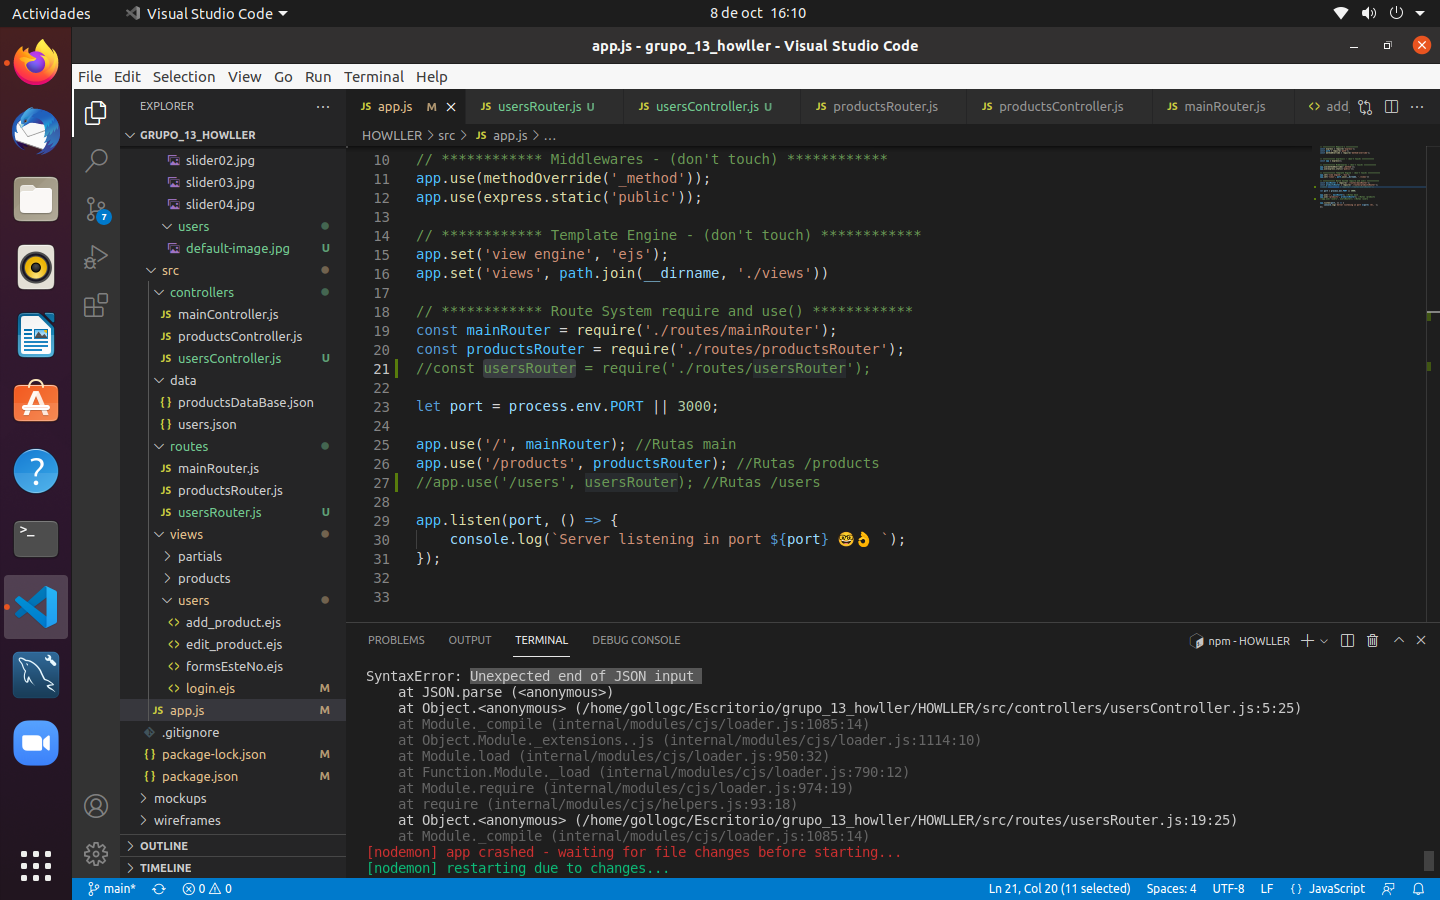 Actividades
Visual Studio Code
8 de oct 16:10
app.js - grupo_13_howller - Visual Studio Code
File Edit Selection View Go Run Terminal Help
EXPLORER
GRUPO_13_HOWLLER
slider02.jpg
slider03.jpg
slider04.jpg
users
default-image.jpg U
src
controllers
JS mainController.js
JS productsController.js
JS usersController.js U
data
{} productsDataBase.json
{} users.json
routes
JS mainRouter.js
JS productsRouter.js
JS usersRouter.js U
views
partials
products
users
<> add_product.ejs
<> edit_product.ejs
<> formsEsteNo.ejs
<> login.ejs M
JS app.js M
.gitignore
{} package-lock.json M
{} package.json M
mockups
wireframes
OUTLINE
TIMELINE
7
JS app.js M
JS usersRouter.js U
JS usersController.js U
JS productsRouter.js
JS productsController.js
JS mainRouter.js
<> add_
HOWLLER > src > JS app.js > ...
10 // ************ Middlewares - (don't touch) ************
11 app.use(methodOverride('_method'));
12 app.use(express.static('public'));
13
14 // ************ Template Engine - (don't touch) ************
15 app.set('view engine', 'ejs');
16 app.set('views', path.join(__dirname, './views'))
17
18 // ************ Route System require and use() ************
19 const mainRouter = require('./routes/mainRouter');
20 const productsRouter = require('./routes/productsRouter');
21 //const usersRouter = require('./routes/usersRouter');
22
23 let port = process.env.PORT || 3000;
24
25 app.use('/', mainRouter); //Rutas main
26 app.use('/products', productsRouter); //Rutas /products
27 //app.use('/users', usersRouter); //Rutas /users
28
29 app.listen(port, () => {
30 console.log(`Server listening in port ${port} 🤓👌 `);
31 });
32
33
PROBLEMS OUTPUT TERMINAL DEBUG CONSOLE
npm - HOWLLER
SyntaxError: Unexpected end of JSON input
at JSON.parse (<anonymous>)
at Object.<anonymous> (/home/gollogc/Escritorio/grupo_13_howller/HOWLLER/src/controllers/usersController.js:5:25)
at Module._compile (internal/modules/cjs/loader.js:1085:14)
at Object.Module._extensions..js (internal/modules/cjs/loader.js:1114:10)
at Module.load (internal/modules/cjs/loader.js:950:32)
at Function.Module._load (internal/modules/cjs/loader.js:790:12)
at Module.require (internal/modules/cjs/loader.js:974:19)
at require (internal/modules/cjs/helpers.js:93:18)
at Object.<anonymous> (/home/gollogc/Escritorio/grupo_13_howller/HOWLLER/src/routes/usersRouter.js:19:25)
at Module._compile (internal/modules/cjs/loader.js:1085:14)
[nodemon] app crashed - waiting for file changes before starting...
[nodemon] restarting due to changes...
main* 0 0
Ln 21, Col 20 (11 selected) Spaces: 4 UTF-8 LF {} JavaScript